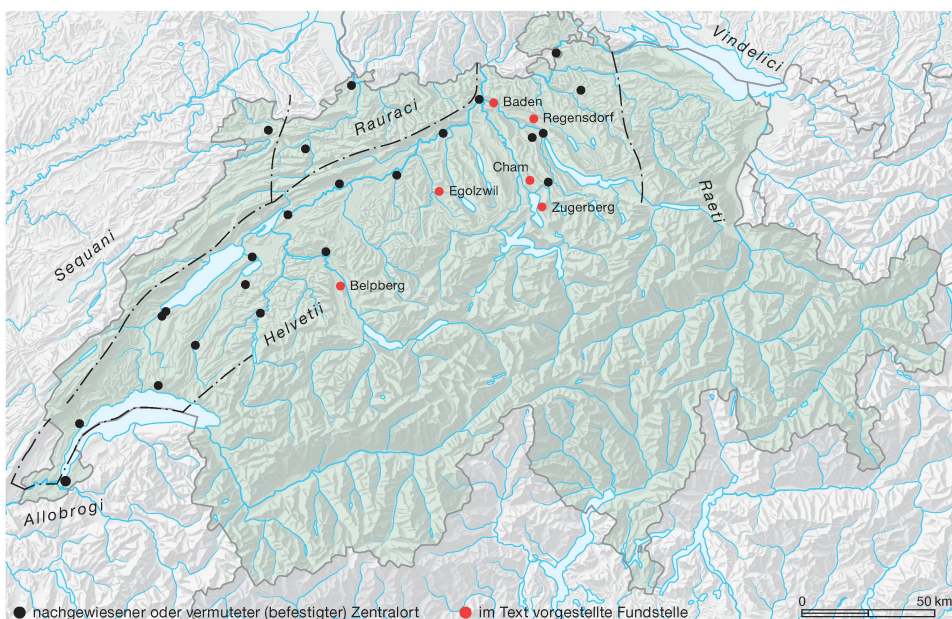 Vindelici
Baden
Rauraci
Regensdorf
Cham
Egolzwil
Zugerberg
Raeti
Sequani
Belpberg
Helvetii
Allobrogi
nachgewiesener oder vermuteter (befestigter) Zentralort
im Text vorgestellte Fundstelle
0 50 km